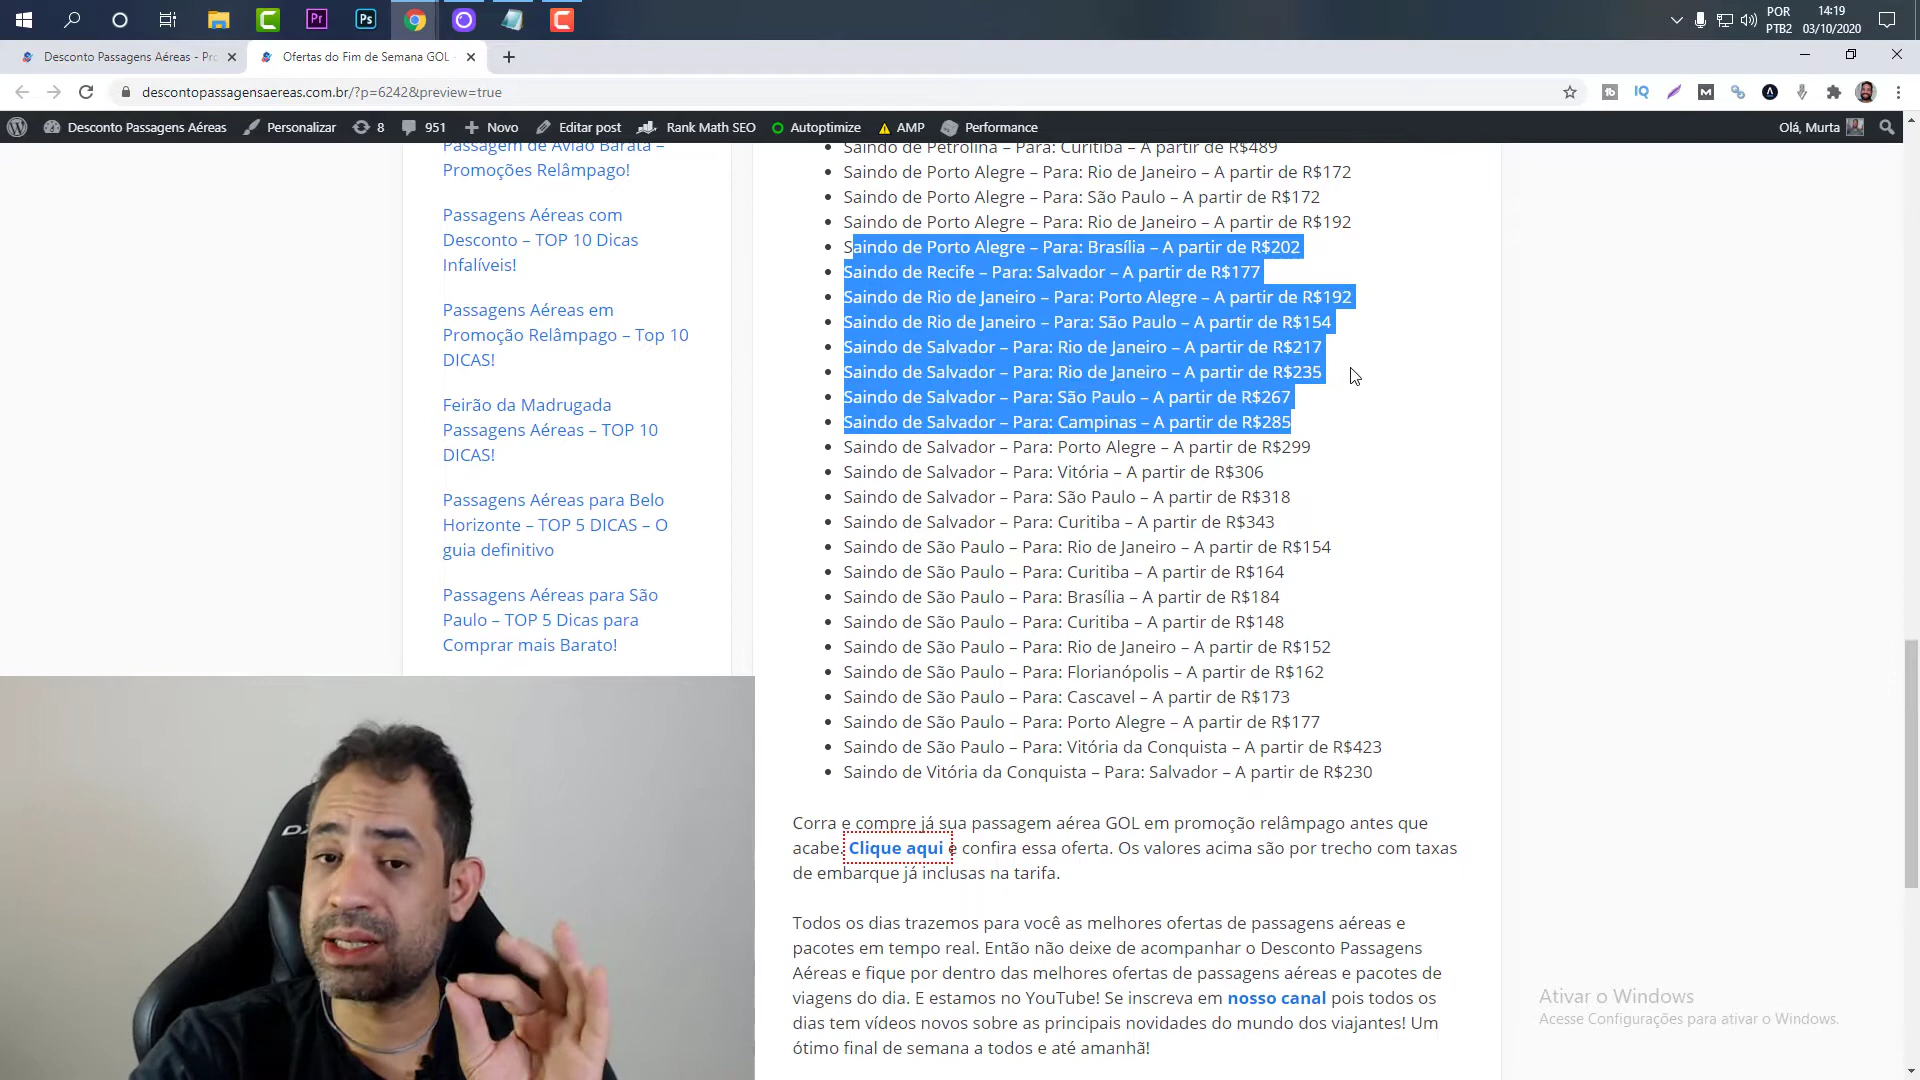 POR
PTB2
14:19
03/10/2020
Desconto Passagens Aéreas - Pro
Ofertas do Fim de Semana GOL
descontopassagensaereas.com.br/?p=6242&preview=true
Desconto Passagens Aéreas
Personalizar
8
951
Novo
Editar post
Rank Math SEO
Autoptimize
AMP
Performance
Olá, Murta
Passagem de Avião Barata –
Promoções Relâmpago!
Passagens Aéreas com
Desconto – TOP 10 Dicas
Infalíveis!
Passagens Aéreas em
Promoção Relâmpago – Top 10
DICAS!
Feirão da Madrugada
Passagens Aéreas – TOP 10
DICAS!
Passagens Aéreas para Belo
Horizonte – TOP 5 DICAS – O
guia definitivo
Passagens Aéreas para São
Paulo – TOP 5 Dicas para
Comprar mais Barato!
Saindo de Petrolina – Para: Curitiba – A partir de R$489
Saindo de Porto Alegre – Para: Rio de Janeiro – A partir de R$172
Saindo de Porto Alegre – Para: São Paulo – A partir de R$172
Saindo de Porto Alegre – Para: Rio de Janeiro – A partir de R$192
Saindo de Porto Alegre – Para: Brasília – A partir de R$202
Saindo de Recife – Para: Salvador – A partir de R$177
Saindo de Rio de Janeiro – Para: Porto Alegre – A partir de R$192
Saindo de Rio de Janeiro – Para: São Paulo – A partir de R$154
Saindo de Salvador – Para: Rio de Janeiro – A partir de R$217
Saindo de Salvador – Para: Rio de Janeiro – A partir de R$235
Saindo de Salvador – Para: São Paulo – A partir de R$267
Saindo de Salvador – Para: Campinas – A partir de R$285
Saindo de Salvador – Para: Porto Alegre – A partir de R$299
Saindo de Salvador – Para: Vitória – A partir de R$306
Saindo de Salvador – Para: São Paulo – A partir de R$318
Saindo de Salvador – Para: Curitiba – A partir de R$343
Saindo de São Paulo – Para: Rio de Janeiro – A partir de R$154
Saindo de São Paulo – Para: Curitiba – A partir de R$164
Saindo de São Paulo – Para: Brasília – A partir de R$184
Saindo de São Paulo – Para: Curitiba – A partir de R$148
Saindo de São Paulo – Para: Rio de Janeiro – A partir de R$152
Saindo de São Paulo – Para: Florianópolis – A partir de R$162
Saindo de São Paulo – Para: Cascavel – A partir de R$173
Saindo de São Paulo – Para: Porto Alegre – A partir de R$177
Saindo de São Paulo – Para: Vitória da Conquista – A partir de R$423
Saindo de Vitória da Conquista – Para: Salvador – A partir de R$230
Corra e compre já sua passagem aérea GOL em promoção relâmpago antes que
acabe. Clique aqui e confira essa oferta. Os valores acima são por trecho com taxas
de embarque já inclusas na tarifa.
Todos os dias trazemos para você as melhores ofertas de passagens aéreas e
pacotes em tempo real. Então não deixe de acompanhar o Desconto Passagens
Aéreas e fique por dentro das melhores ofertas de passagens aéreas e pacotes de
viagens do dia. E estamos no YouTube! Se inscreva em nosso canal pois todos os
dias tem vídeos novos sobre as principais novidades do mundo dos viajantes! Um
ótimo final de semana a todos e até amanhã!
Ativar o Windows
Acesse Configurações para ativar o Windows.